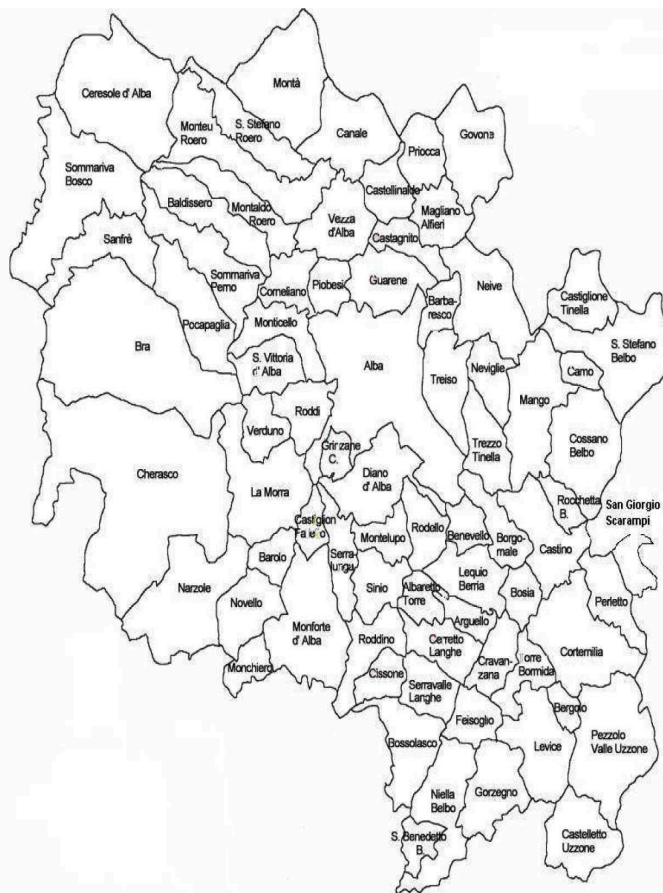 Montà
Ceresole d' Alba
S. Stefano
Roero
Monteu
Roero
Canale
Govone
Priocca
Sommariva
Bosco
Castellinaldo
Baldissero
Montaldo
Roero
Vezza
d'Alba
Magliano
Alfieri
Sanfrè
Castagnito
Sommariva
Perno
Corneliano
Piobesi
Guarene
Barba-
resco
Neive
Castiglione
Tinella
Pocapaglia
Monticello
Bra
S. Vittoria
d' Alba
Alba
Treiso
Neviglie
S. Stefano
Belbo
Camo
Mango
Roddi
Verduno
Grinzane
C.
Trezzo
Tinella
Cossano
Belbo
Cherasco
Diano
d'Alba
La Morra
Rocchetta
B.
San Giorgio
Scarampi
Castiglion
Falletto
Serra-
lunga
Montelupo
Rodello
Benevello
Borgo-
male
Castino
Barolo
Narzole
Novello
Sinio
Albaretto
Torre
Lequio
Berria
Bosia
Perletto
Monforte
d' Alba
Arguello
Roddino
Cerretto
Langhe
Cortemilia
Monchiero
Cissone
Cravan-
zana
Torre
Bormida
Serravalle
Langhe
Feisoglio
Bergolo
Bossolasco
Levice
Pezzolo
Valle Uzzone
Niella
Belbo
Gorzegno
S. Benedetto
B.
Castelletto
Uzzone